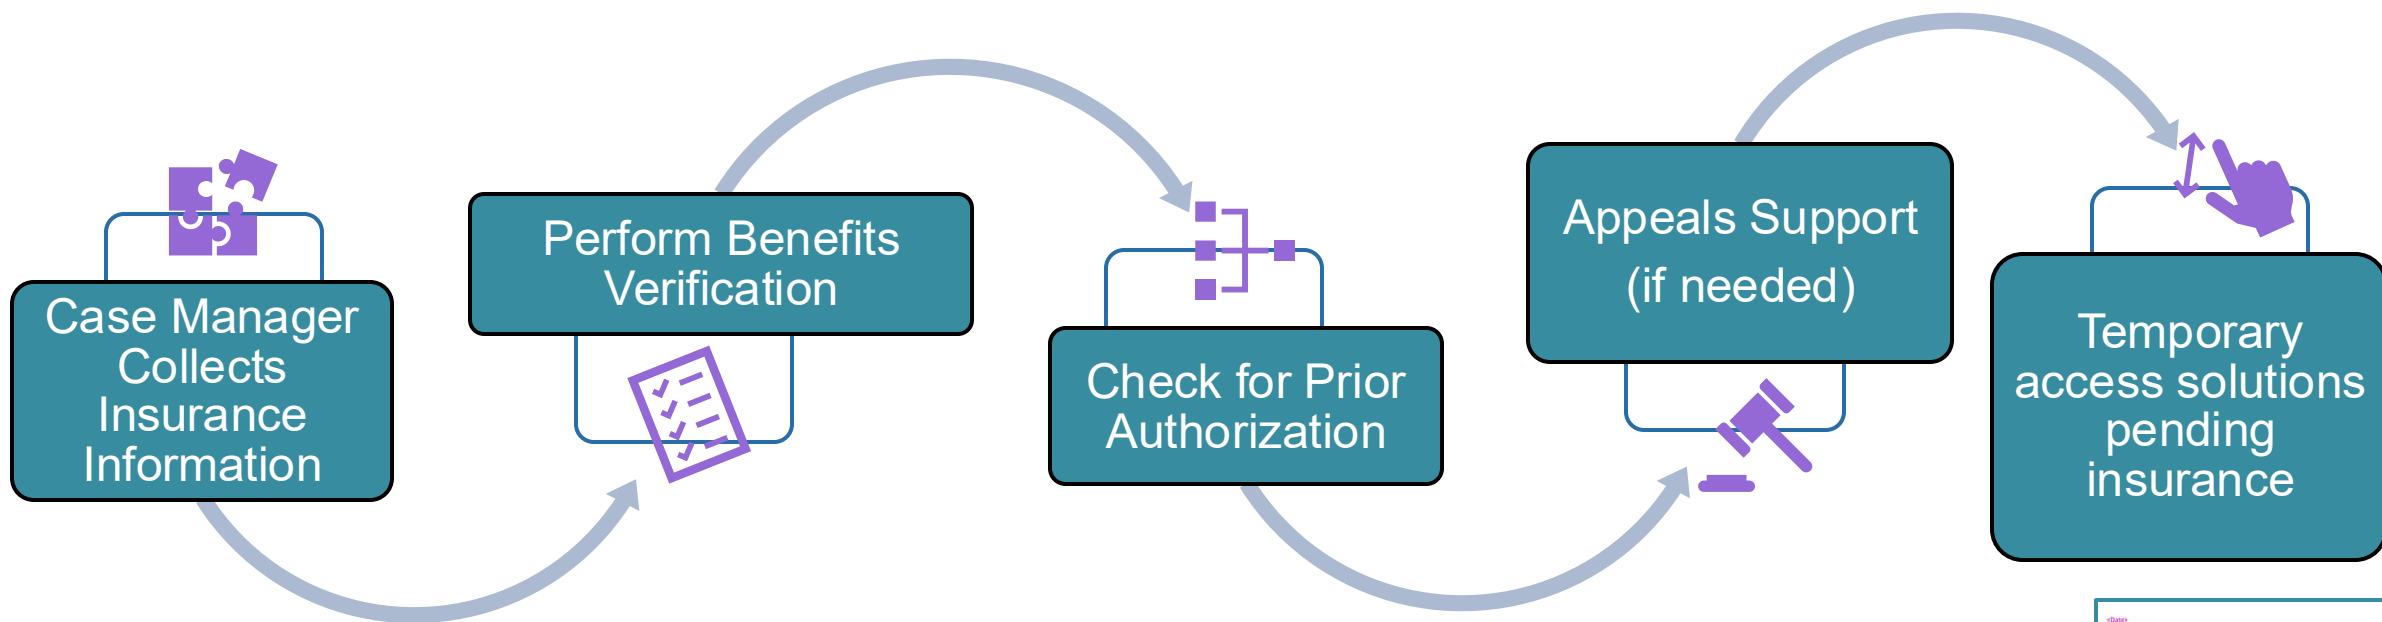 Case Manager
Collects
Insurance
Information
Perform Benefits
Verification
Check for Prior
Authorization
Appeals Support
(if needed)
Temporary
access solutions
pending
insurance
<Date>